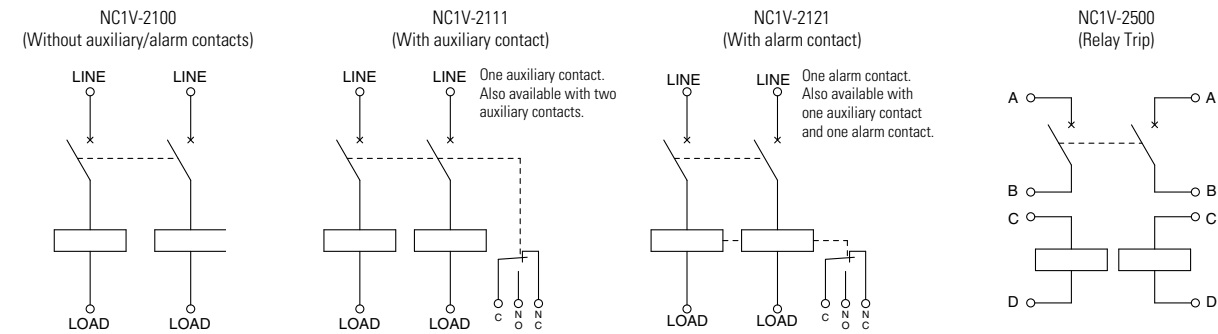 NC1V-2100
(Without auxiliary/alarm contacts)
LINE LINE
LOAD LOAD
NC1V-2111
(With auxiliary contact)
LINE LINE
One auxiliary contact.
Also available with two
auxiliary contacts.
LOAD LOAD
C NO NC
NC1V-2121
(With alarm contact)
LINE LINE
One alarm contact.
Also available with
one auxiliary contact
and one alarm contact.
LOAD LOAD
C NO NC
NC1V-2500
(Relay Trip)
A A
B B
C C
D D